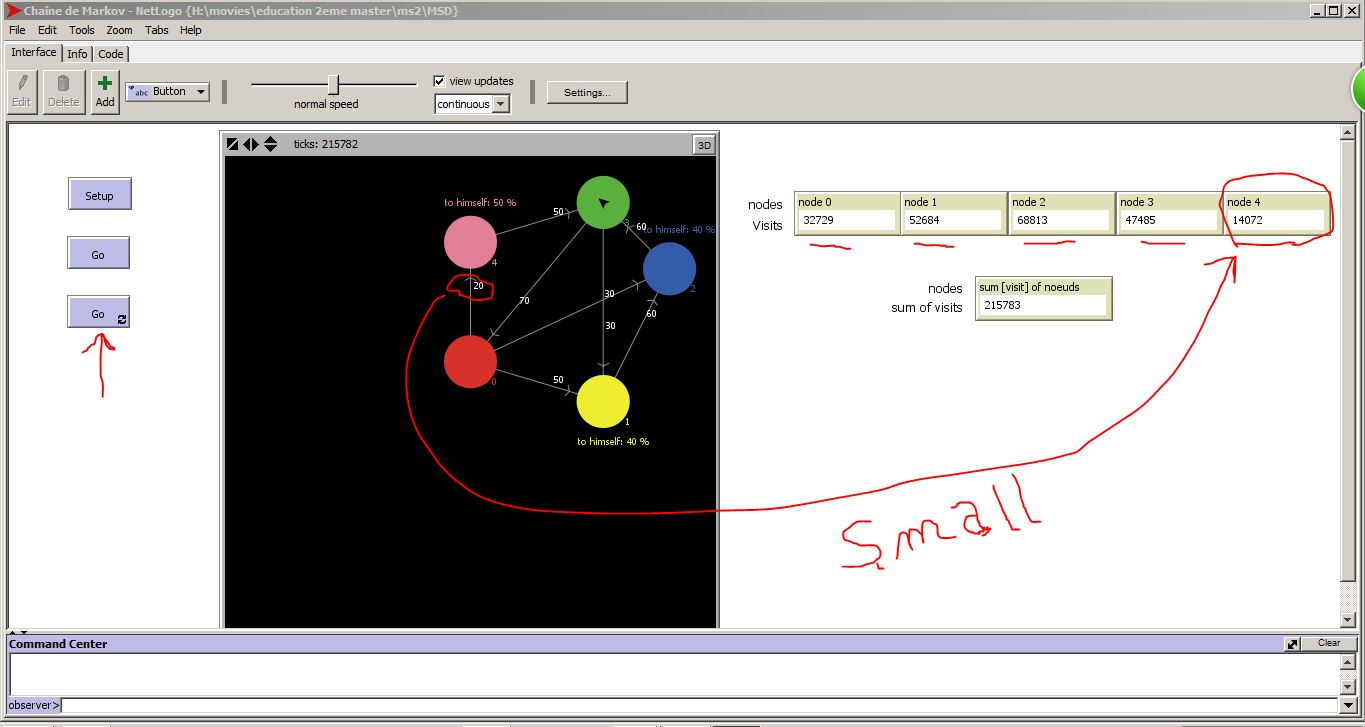 Chaîne de Markov - NetLogo {H:\movies\education 2eme master\ms2\MSD}
File Edit Tools Zoom Tabs Help
Interface Info Code
Edit Delete Add abc Button normal speed view updates continuous Settings...
ticks: 215782 3D
Setup
Go
Go
to himself: 50 %
4
50
3
60
to himself: 40 %
2
20
70
30
30
60
0
50
1
to himself: 40 %
nodes
Visits
node 0
32729
node 1
52684
node 2
68813
node 3
47485
node 4
14072
nodes
sum of visits
sum [visit] of noeuds
215783
Small
Command Center Clear
observer>